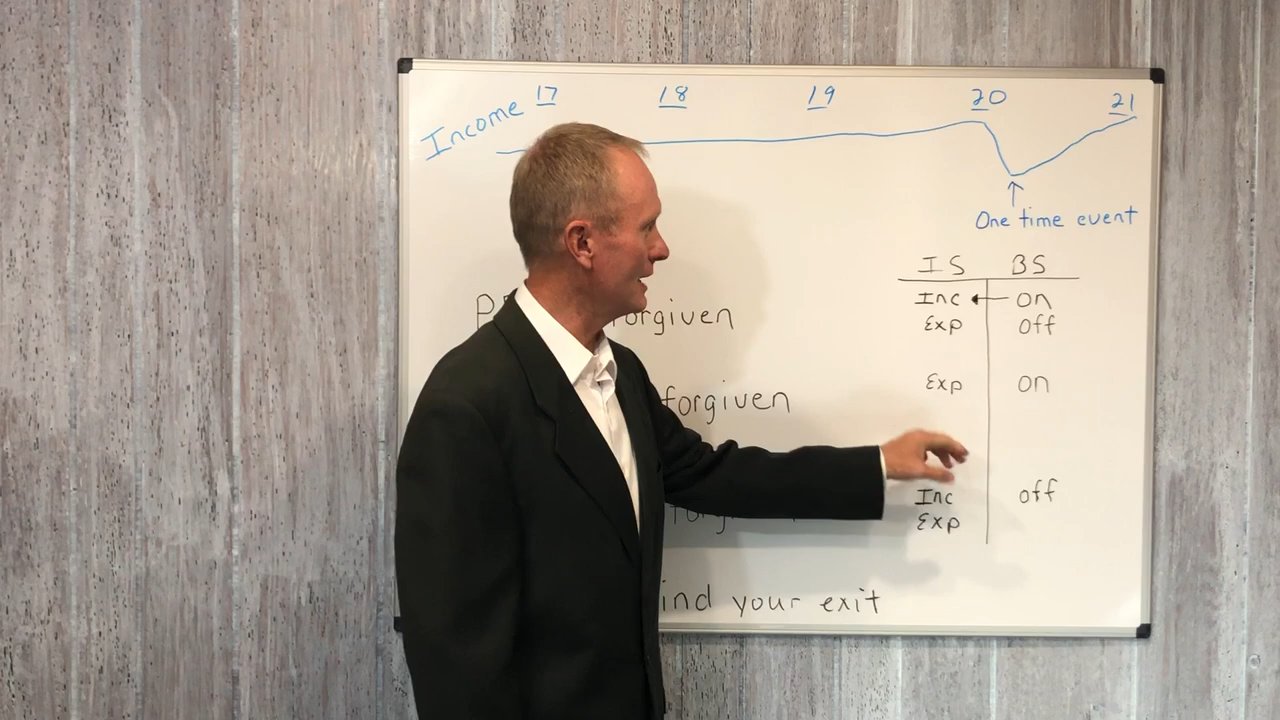 Income 17 18 19 20 21
One time event
IS BS
Inc on
Exp off
forgiven
Exp on
forgiven
Inc off
Exp
your exit